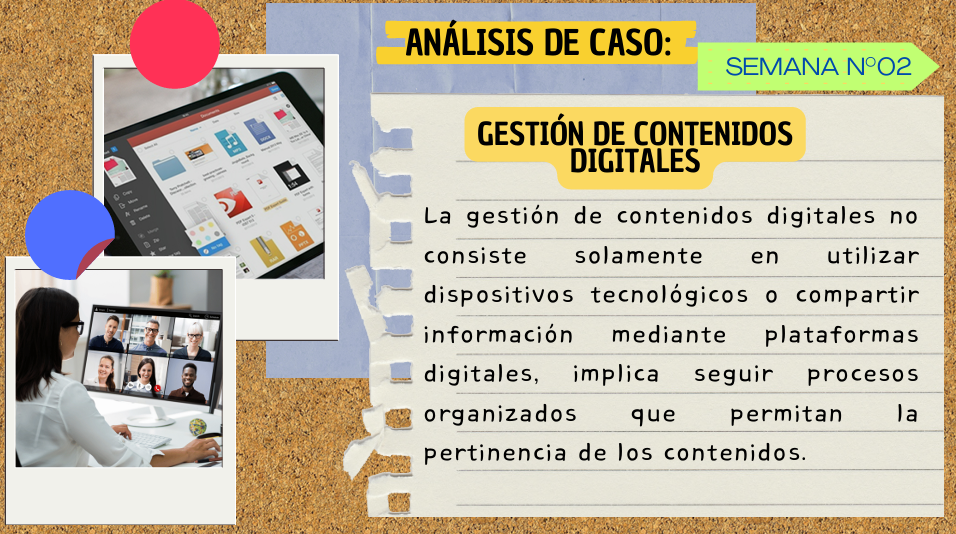 ANÁLISIS DE CASO:
SEMANA N°02
GESTIÓN DE CONTENIDOS
DIGITALES
La gestión de contenidos digitales no
consiste solamente en utilizar
dispositivos tecnológicos o compartir
información mediante plataformas
digitales, implica seguir procesos
organizados que permitan la
pertinencia de los contenidos.